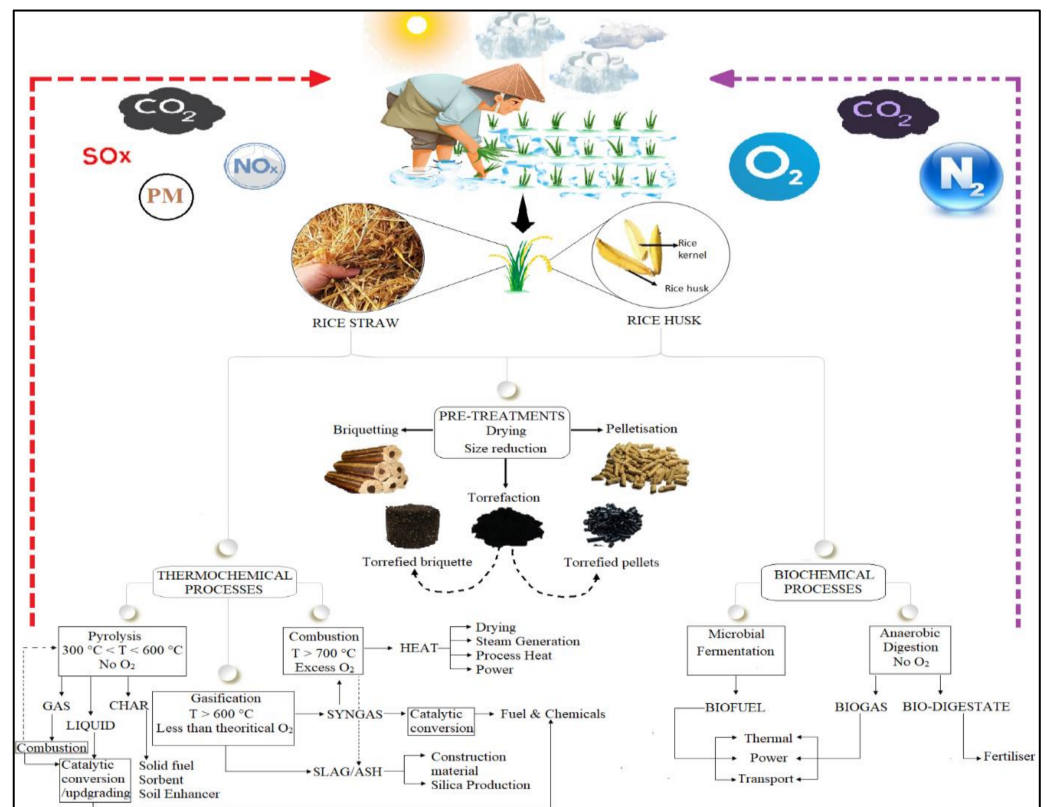 CO2
CO2
CO2
SOx
NOx
PM
CO2
O2
N2
Rice
kernel
Rice husk
RICE STRAW
RICE HUSK
PRE-TREATMENTS
Drying
Size reduction
Briquetting
Pelletisation
Torrefaction
Torrefied briquette
Torrefied pellets
THERMOCHEMICAL
PROCESSES
BIOCHEMICAL
PROCESSES
Pyrolysis
300 °C < T < 600 °C
No O2
Combustion
T > 700 °C
Excess O2
HEAT
Drying
Steam Generation
Process Heat
Power
Gasification
T > 600 °C
Less than theoritical O2
GAS
LIQUID
CHAR
SYNGAS
Catalytic
conversion
Fuel & Chemicals
Combustion
Catalytic
conversion
/updgrading
Solid fuel
Sorbent
Soil Enhancer
SLAG/ASH
Construction
material
Silica Production
Microbial
Fermentation
Anaerobic
Digestion
No O2
BIOFUEL
BIOGAS
BIO-DIGESTATE
Thermal
Power
Transport
Fertiliser